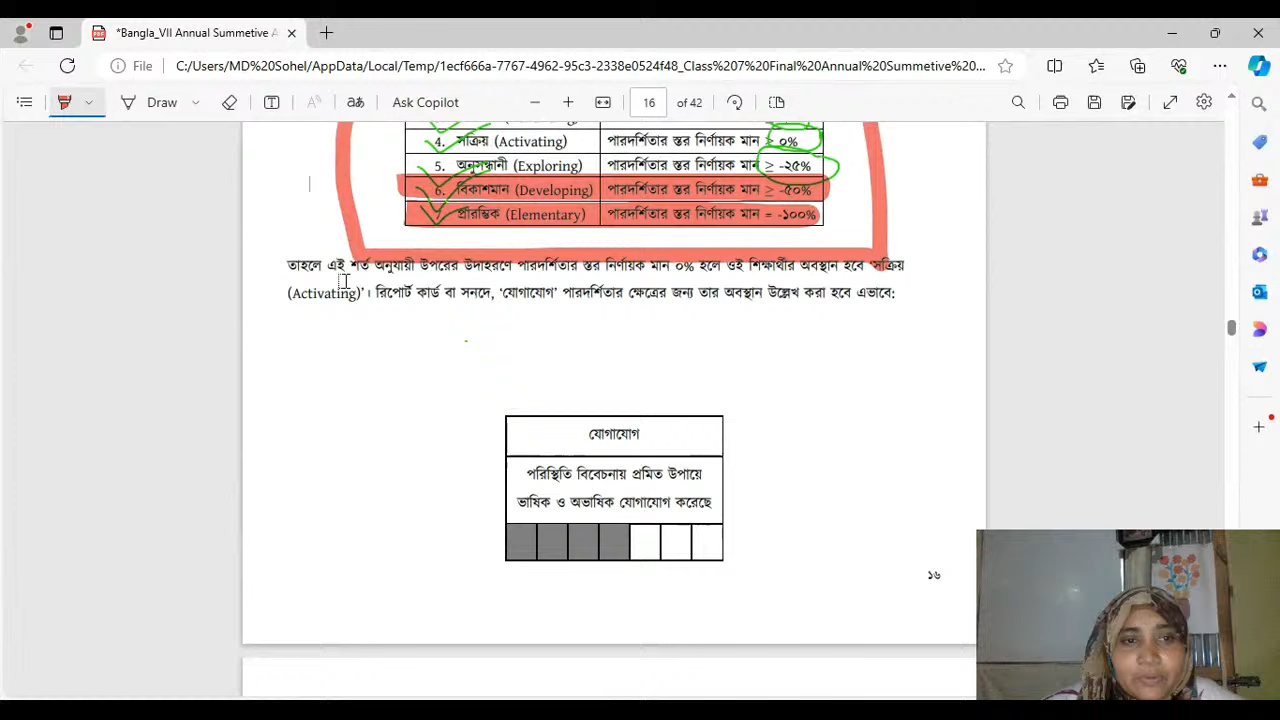 *Bangla_VII Annual Summetive A
File
C:/Users/MD%20Sohel/AppData/Local/Temp/1ecf666a-7767-4962-95c3-2338e0524f48_Class%207%20Final%20Annual%20Summetive%20...
Draw
aあ
Ask Copilot
16 of 42
4. সক্রিয় (Activating) পারদর্শিতার স্তর নির্ণায়ক মান ≥ ০%
5. অনুসন্ধানী (Exploring) পারদর্শিতার স্তর নির্ণায়ক মান ≥ -২৫%
6. বিকাশমান (Developing) পারদর্শিতার স্তর নির্ণায়ক মান ≥ -৫০%
প্রারম্ভিক (Elementary) পারদর্শিতার স্তর নির্ণায়ক মান = -১০০%
তাহলে এই শর্ত অনুযায়ী উপরের উদাহরণে পারদর্শিতার স্তর নির্ণায়ক মান ০% হলে ওই শিক্ষার্থীর অবস্থান হবে ‘সক্রিয়
(Activating)’। রিপোর্ট কার্ড বা সনদে, ‘যোগাযোগ’ পারদর্শিতার ক্ষেত্রের জন্য তার অবস্থান উল্লেখ করা হবে এভাবে:
যোগাযোগ
পরিস্থিতি বিবেচনায় প্রমিত উপায়ে
ভাষিক ও অভাষিক যোগাযোগ করেছে
১৬